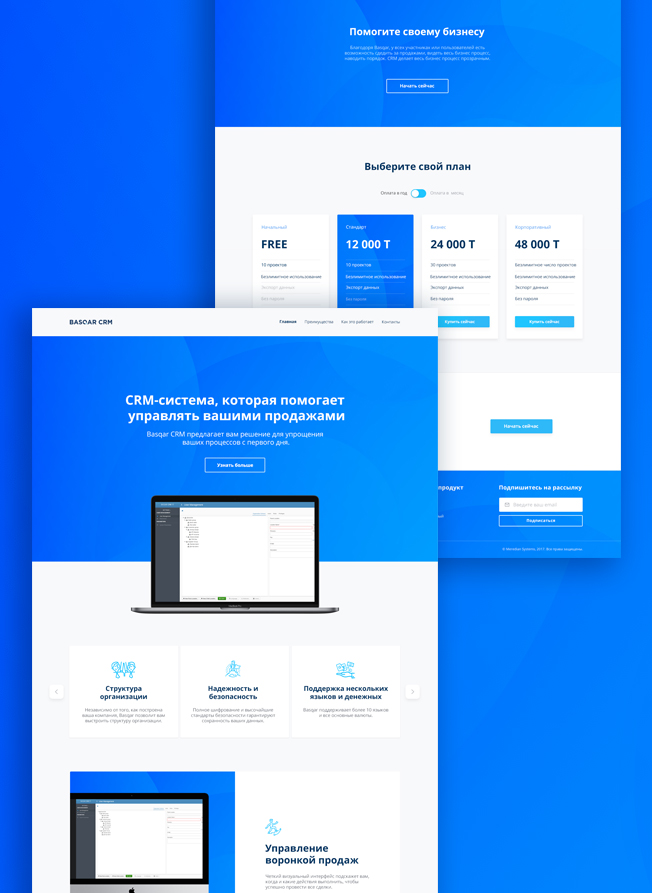 Помогите своему бизнесу
Благодоря Basqar, у всех участников или пользователей есть
возможность сдедить за продажами, видеть весь бизнес процесс,
наводить порядок. CRM делает весь бизнес процесс прозрачным.
Начать сейчас
Выберите свой план
Оплата в год
Оплата в месяц
Начальный
FREE
10 проектов
Безлимитное использование
Экспорт данных
Без пароля
Стандарт
12 000 T
10 проектов
Безлимитное использование
Экспорт данных
Без пароля
Бизнес
24 000 T
30 проектов
Безлимитное использование
Экспорт данных
Без пароля
Купить сейчас
Корпоративный
48 000 T
Безлимитное число проектов
Безлимитное использование
Экспорт данных
Без пароля
Купить сейчас
Начать сейчас
продукт
Подпишитесь на рассылку
Введите ваш email
Подписаться
BASQAR CRM
Главная
Преимущества
Как это работает
Контакты
CRM-система, которая помогает
управлять вашими продажами
Basqar CRM предлагает вам решение для упрощения
ваших процессов с первого дня.
Узнать больше
Структура
организации
Независимо от того, как построена
ваша компания, Basqar позволит вам
выстроить структуру организации.
Надежность и
безопасность
Полное шифрование и высочайшие
стандарты безопасности гарантируют
сохранность ваших данных.
Поддержка нескольких
языков и денежных
Basqar поддерживает более 10 языков
и все основные валюты.
Управление
воронкой продаж
Четкий визуальный интерфейс подскажет вам,
когда и какие действия выполнить, чтобы
успешно провести все сделки.